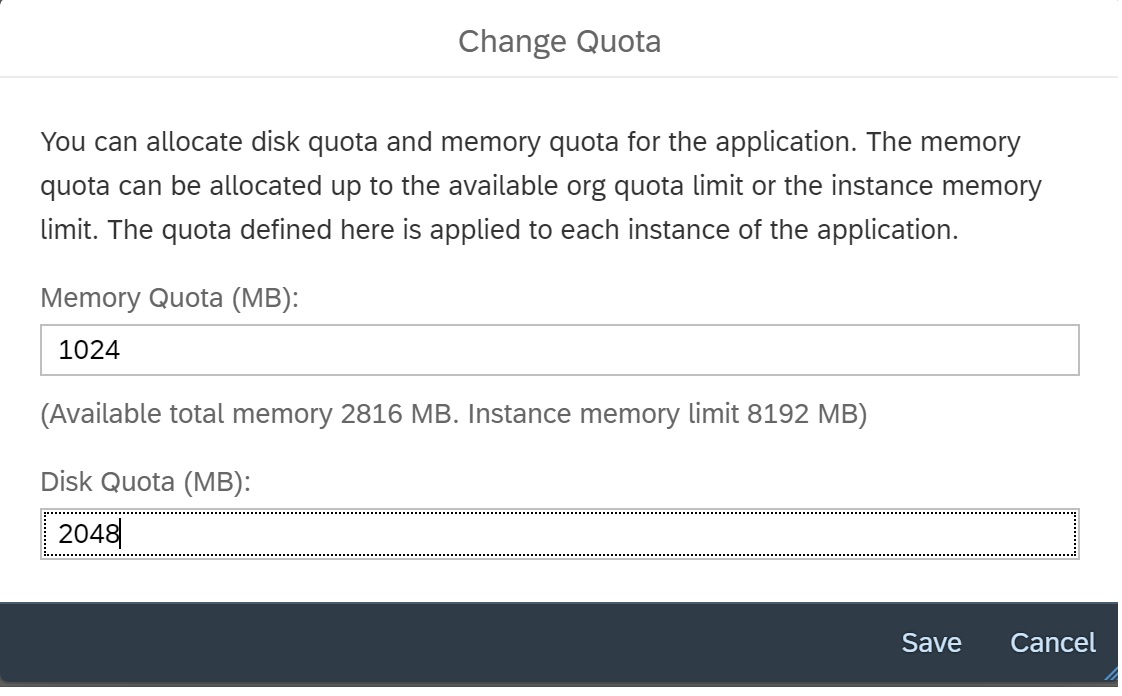 Change Quota
You can allocate disk quota and memory quota for the application. The memory
quota can be allocated up to the available org quota limit or the instance memory
limit. The quota defined here is applied to each instance of the application.
Memory Quota (MB):
1024
(Available total memory 2816 MB. Instance memory limit 8192 MB)
Disk Quota (MB):
2048
Save Cancel